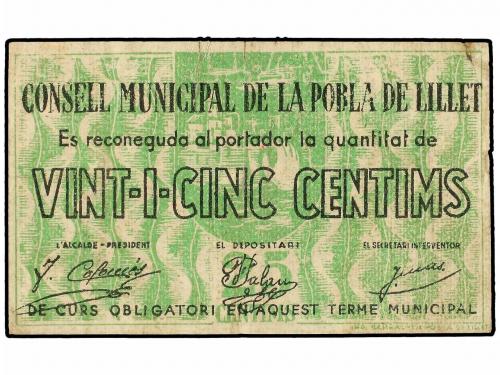 CONSELL MUNICIPAL DE LA POBLA DE LILLET
Es reconeguda al portador la quantitat de
VINT-I-CINC CENTIMS
L'ALCALDE - PRESIDENT EL DEPOSITARI EL SECRETARI INTERVENTOR
DE CURS OBLIGATORI EN AQUEST TERME MUNICIPAL